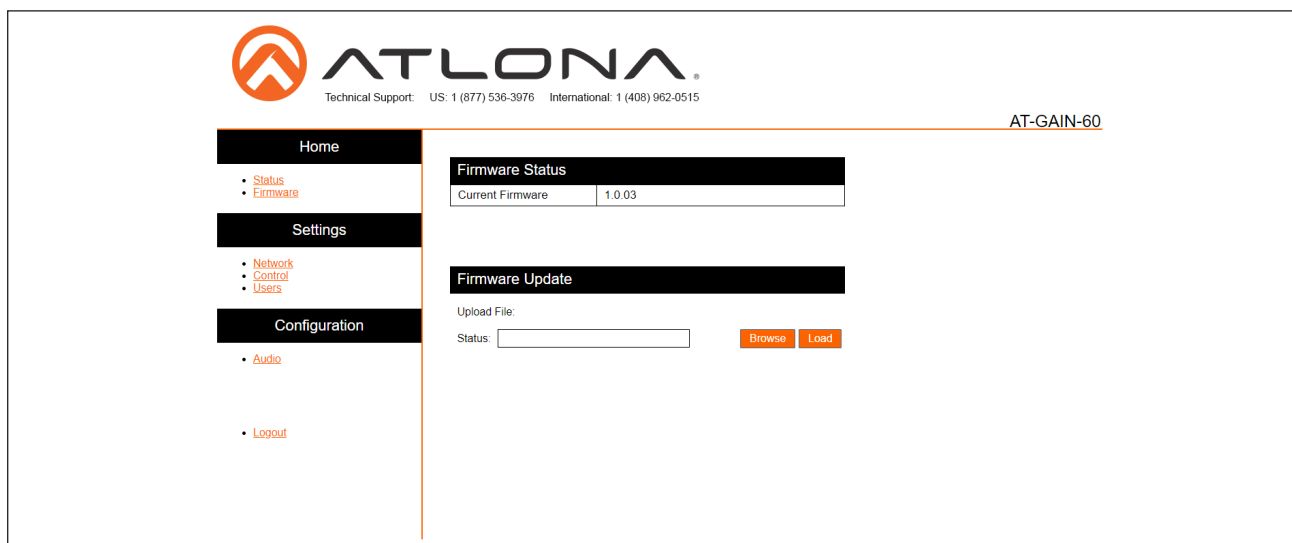 ATLONA®
Technical Support: US: 1 (877) 536-3976 International: 1 (408) 962-0515
AT-GAIN-60
Home
• Status
• Firmware
Settings
• Network
• Control
• Users
Configuration
• Audio
• Logout
Firmware Status
Current Firmware 1.0.03
Firmware Update
Upload File:
Status: Browse Load